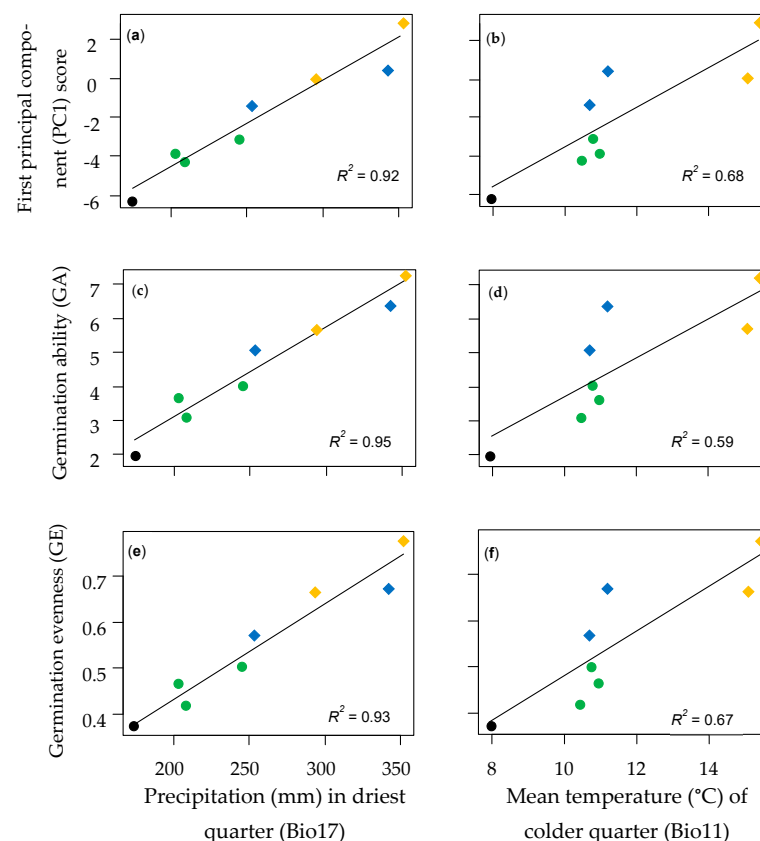 First principal compo-
nent (PC1) score
2
0
-2
-4
-6
(a)
R² = 0.92
(b)
R² = 0.68
Germination ability (GA)
7
6
5
4
3
2
(c)
R² = 0.95
(d)
R² = 0.59
Germination evenness (GE)
0.7
0.6
0.5
0.4
(e)
R² = 0.93
(f)
R² = 0.67
200 250 300 350
8 10 12 14
Precipitation (mm) in driest
quarter (Bio17)
Mean temperature (°C) of
colder quarter (Bio11)